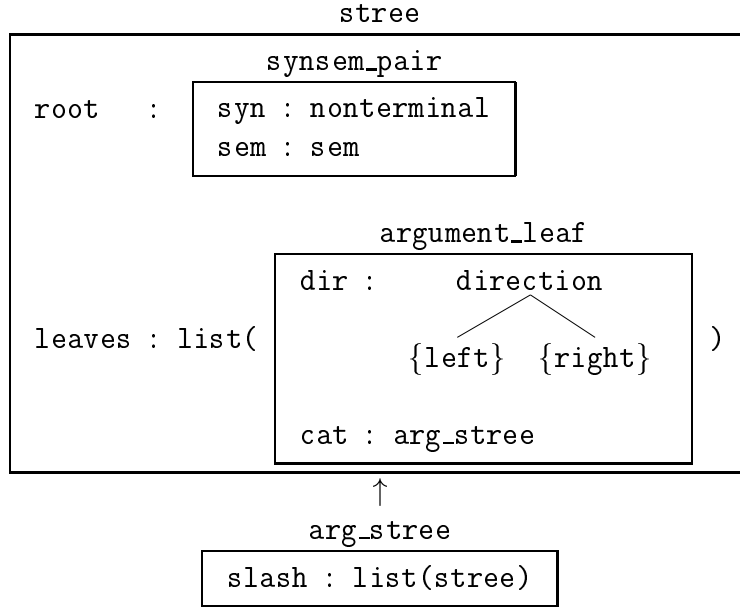 stree
synsem_pair
root : syn : nonterminal
sem : sem
argument_leaf
dir : direction
leaves : list( {left} {right} )
cat : arg_stree
↑
arg_stree
slash : list(stree)